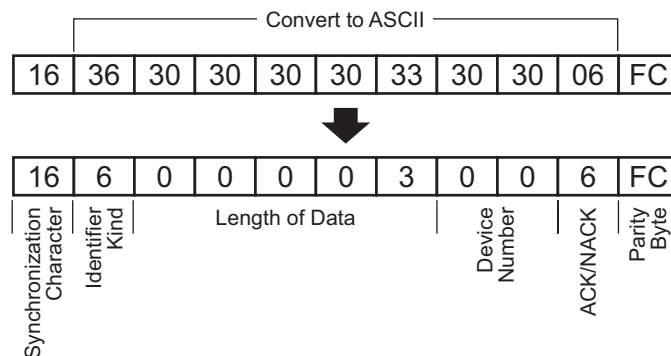 Convert to ASCII
16 36 30 30 30 30 33 30 30 06 FC
16 6 0 0 0 0 3 0 0 6 FC
Synchronization
Character
Identifier
Kind
Length of Data
Device
Number
ACK/NACK
Parity
Byte